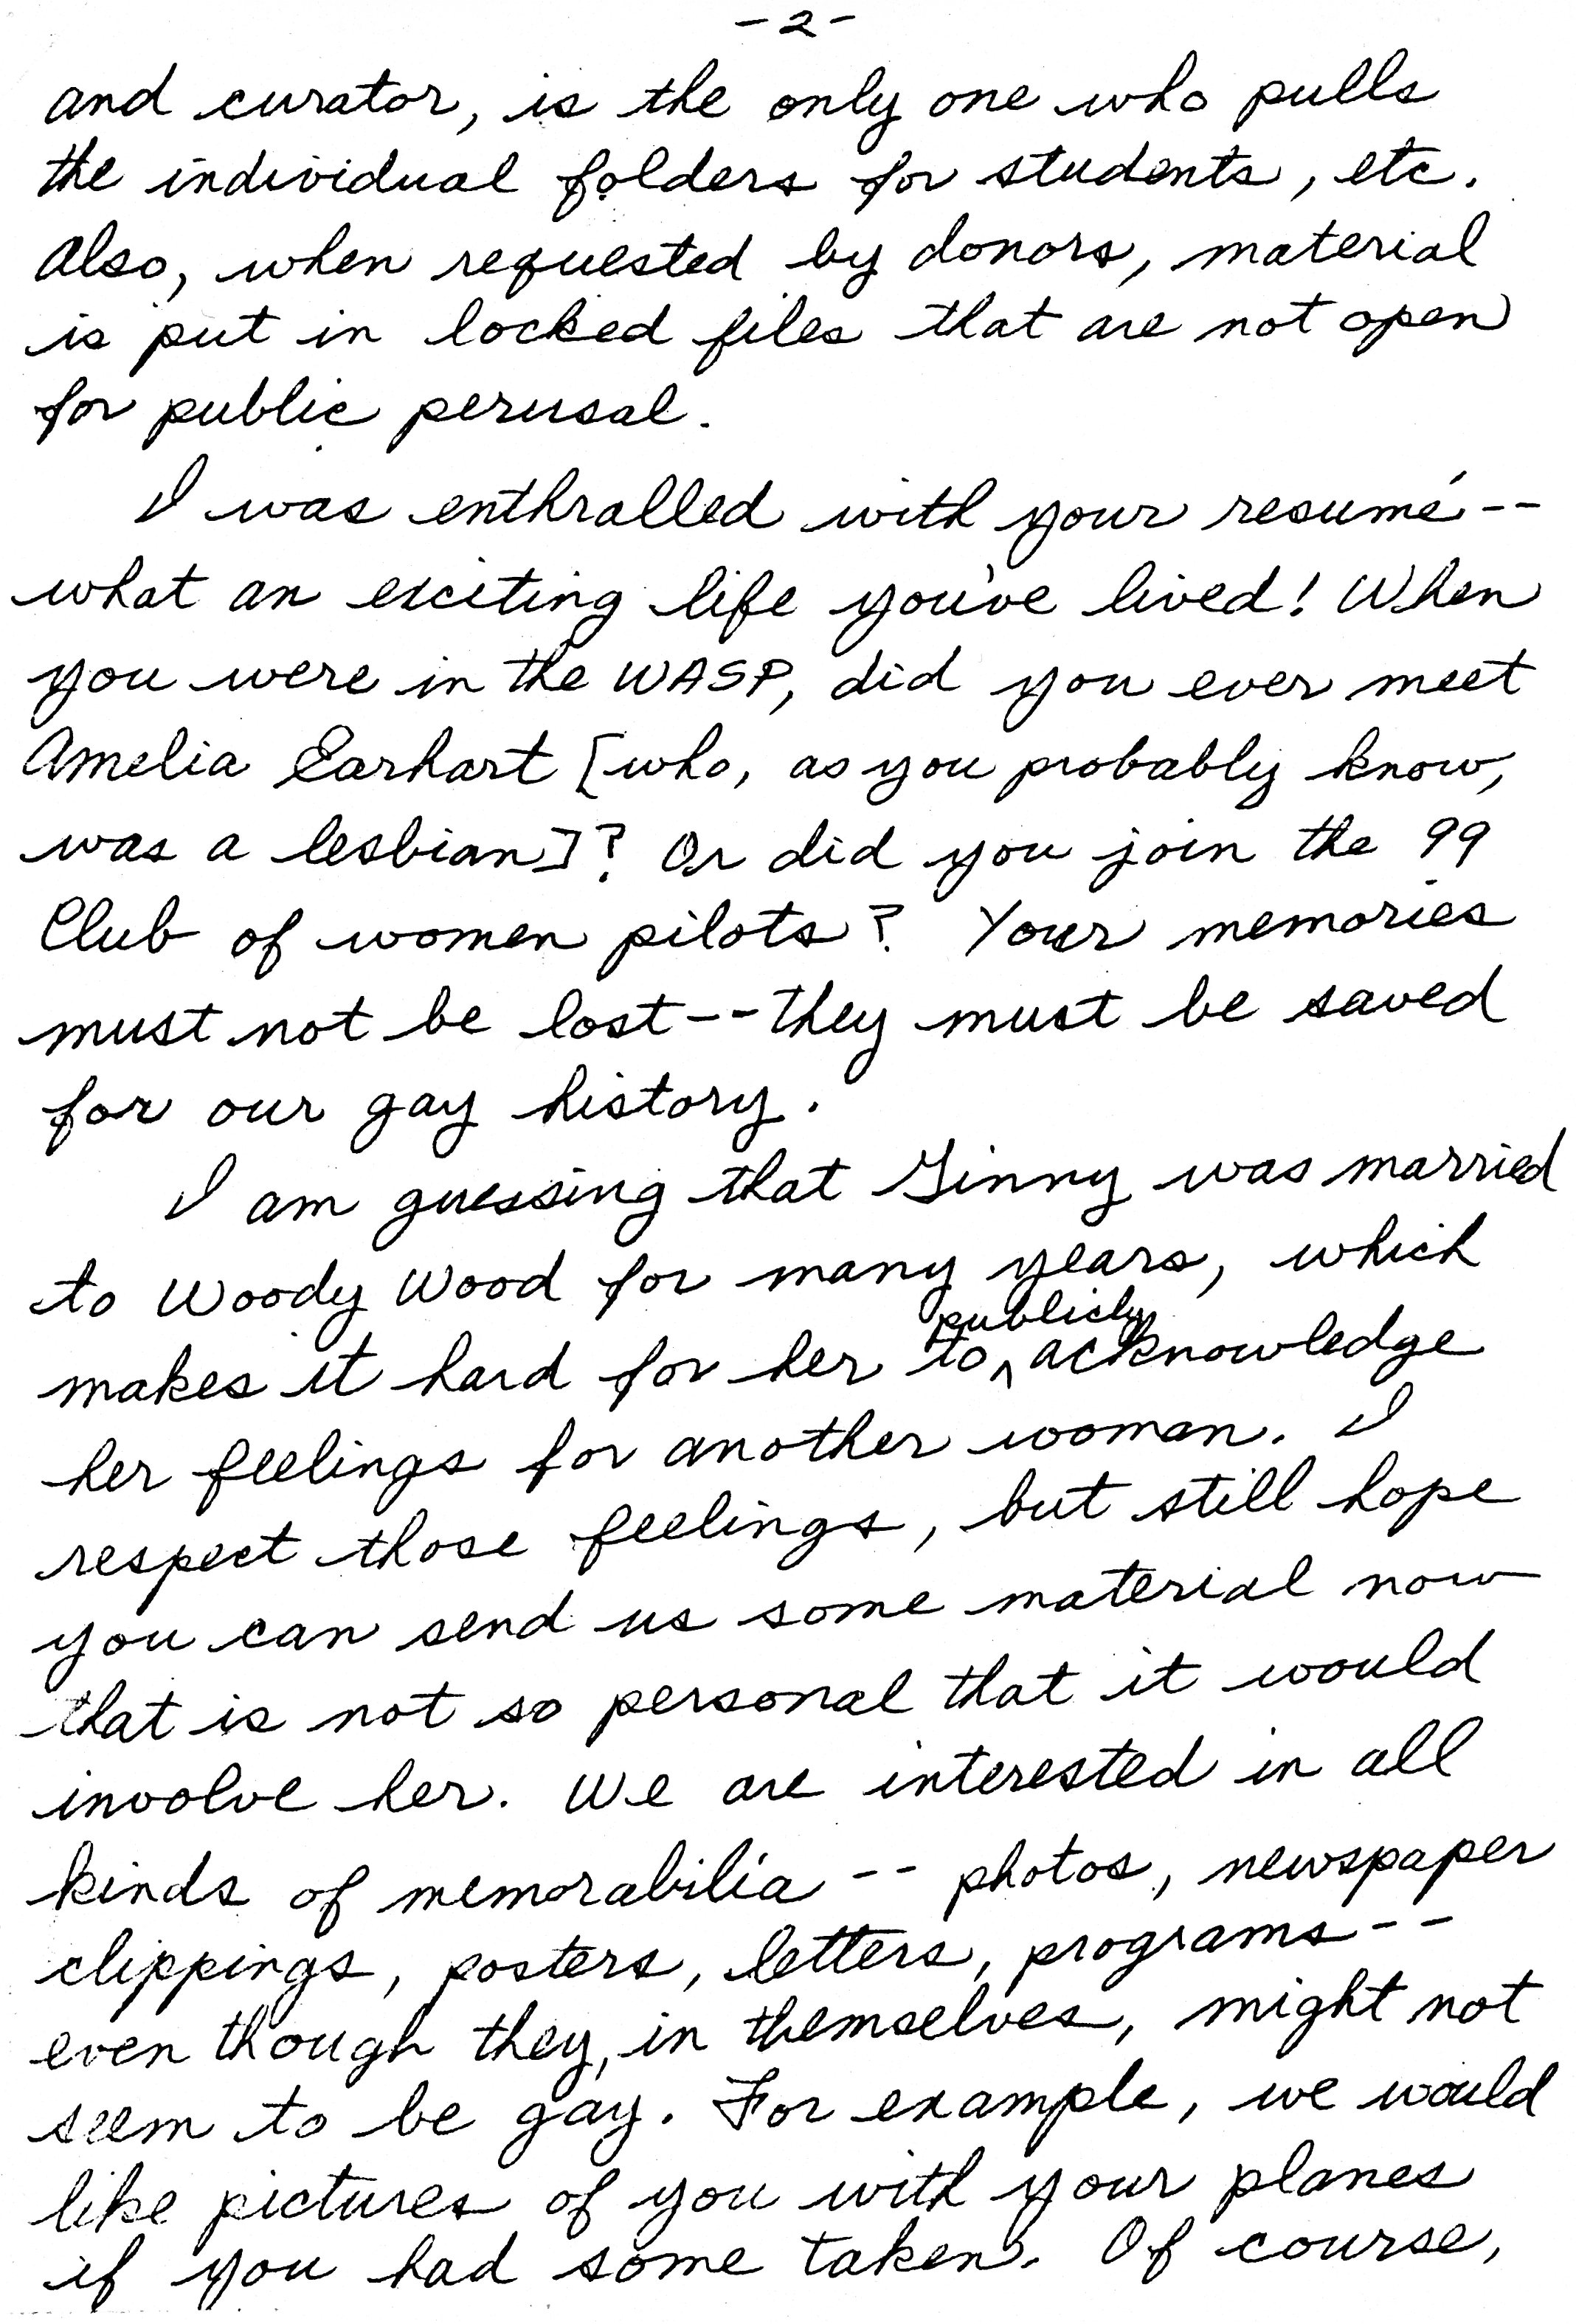 -2-
and curator, is the only one who pulls
the individual folders for students, etc.
Also, when requested by donors, material
is put in locked files that are not open
for public perusal.
I was enthralled with your resumé--
what an exciting life you've lived! When
you were in the WASP, did you ever meet
Amelia Earhart [who, as you probably know,
was a lesbian]? Or did you join the 99
Club of women pilots? Your memories
must not be lost--they must be saved
for our gay history.
I am guessing that Ginny was married
to Woody Wood for many years, which
makes it hard for her to ^publicly acknowledge
her feelings for another woman. I
respect those feelings, but still hope
you can send us some material now
that is not so personal that it would
involve her. We are interested in all
kinds of memorabilia -- photos, newspaper
clippings, posters, letters, programs--
even though they, in themselves, might not
seem to be gay. For example, we would
like pictures of you with your planes
if you had some taken. Of course,